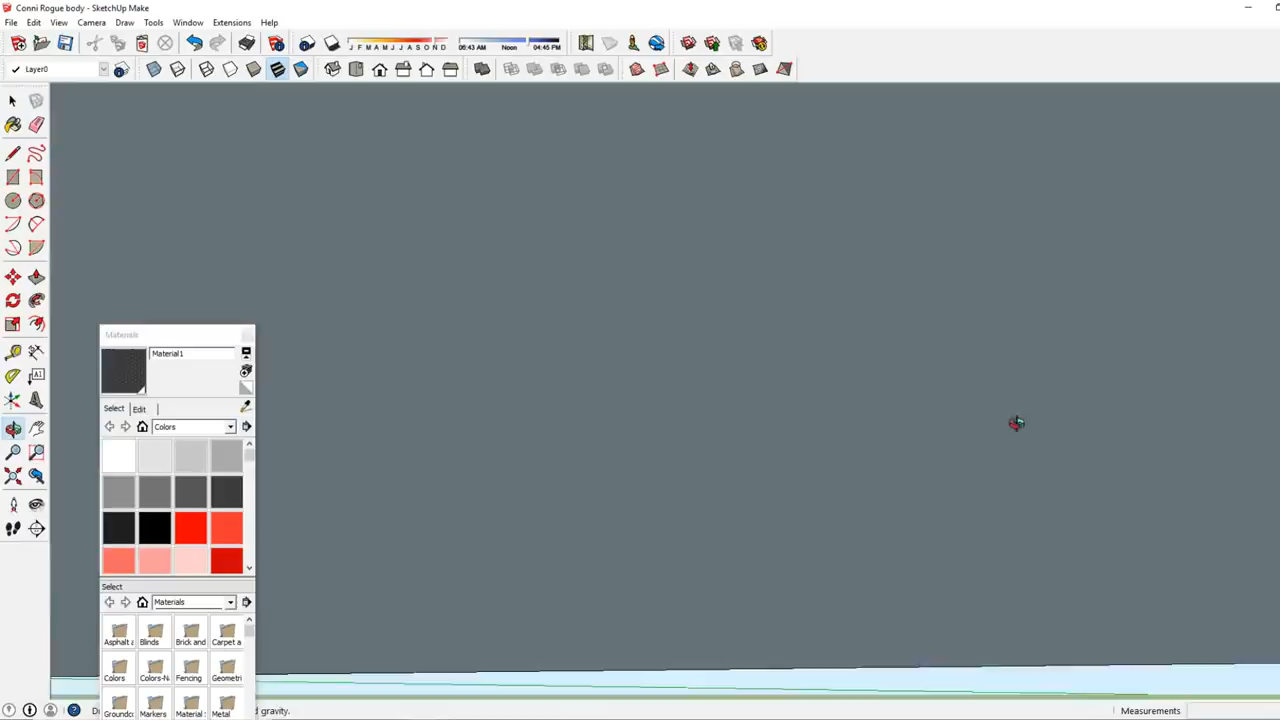 Conni Rogue body - SketchUp Make
File Edit View Camera Draw Tools Window Extensions Help
J F M A M J J A S O N D 06:43 AM Noon 04:45 PM
Layer0
Materials
Material1
A1
Select Edit
Colors
Select
Materials
Asphalt a Blinds Brick and Carpet a
Colors Colors-N Fencing Geometri
Groundc Markers Material Metal
gravity. Measurements